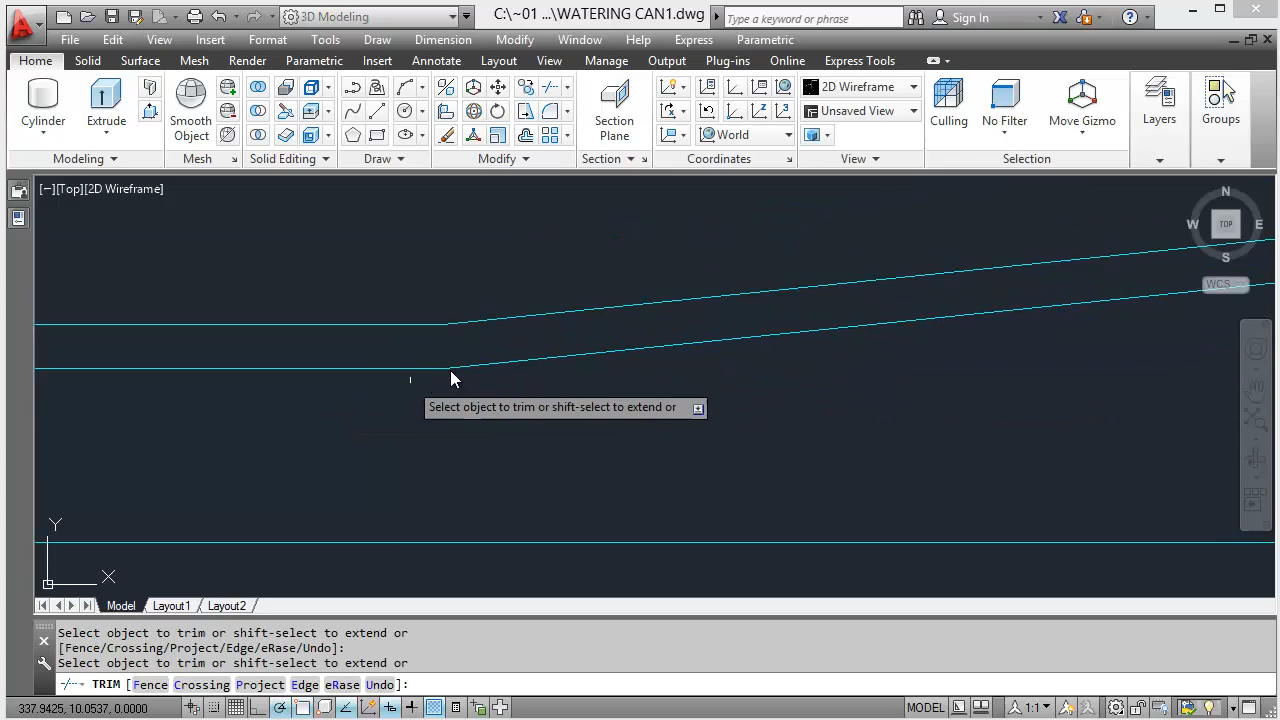 3D Modeling
C:\~01 ...\WATERING CAN1.dwg
Type a keyword or phrase
Sign In
File Edit View Insert Format Tools Draw Dimension Modify Window Help Express Parametric
Home Solid Surface Mesh Render Parametric Insert Annotate Layout View Manage Output Plug-ins Online Express Tools
2D Wireframe
Unsaved View
World
Cylinder Extrude Smooth Object Section Plane Culling No Filter Move Gizmo Layers Groups
Modeling Mesh Solid Editing Draw Modify Section Coordinates View Selection
[−][Top][2D Wireframe]
N
W TOP E
S
WCS
Select object to trim or shift-select to extend or
Y
X
Model Layout1 Layout2
Select object to trim or shift-select to extend or
[Fence/Crossing/Project/Edge/eRase/Undo]:
Select object to trim or shift-select to extend or
TRIM [Fence Crossing Project Edge eRase Undo]:
337.9425, 10.0537, 0.0000
MODEL
1:1